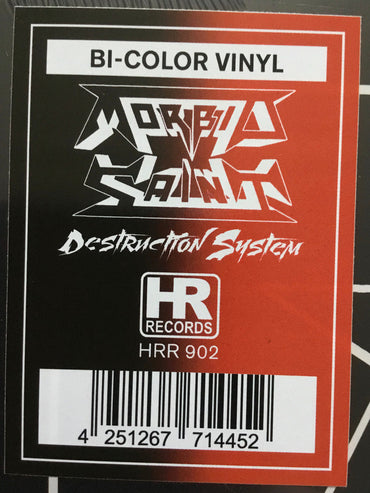 BI-COLOR VINYL
MORBID
SAINT
DESTRUCTION SYSTEM
HR
RECORDS
HRR 902
4 251267 714452